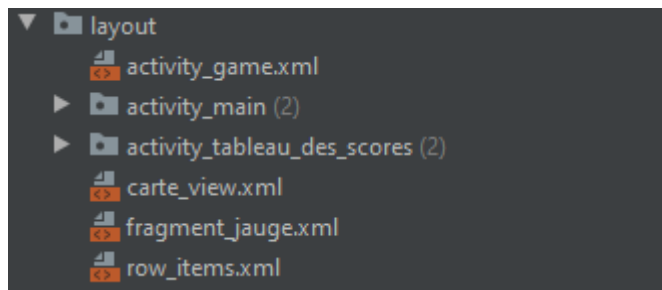 layout
activity_game.xml
activity_main (2)
activity_tableau_des_scores (2)
carte_view.xml
fragment_jauge.xml
row_items.xml